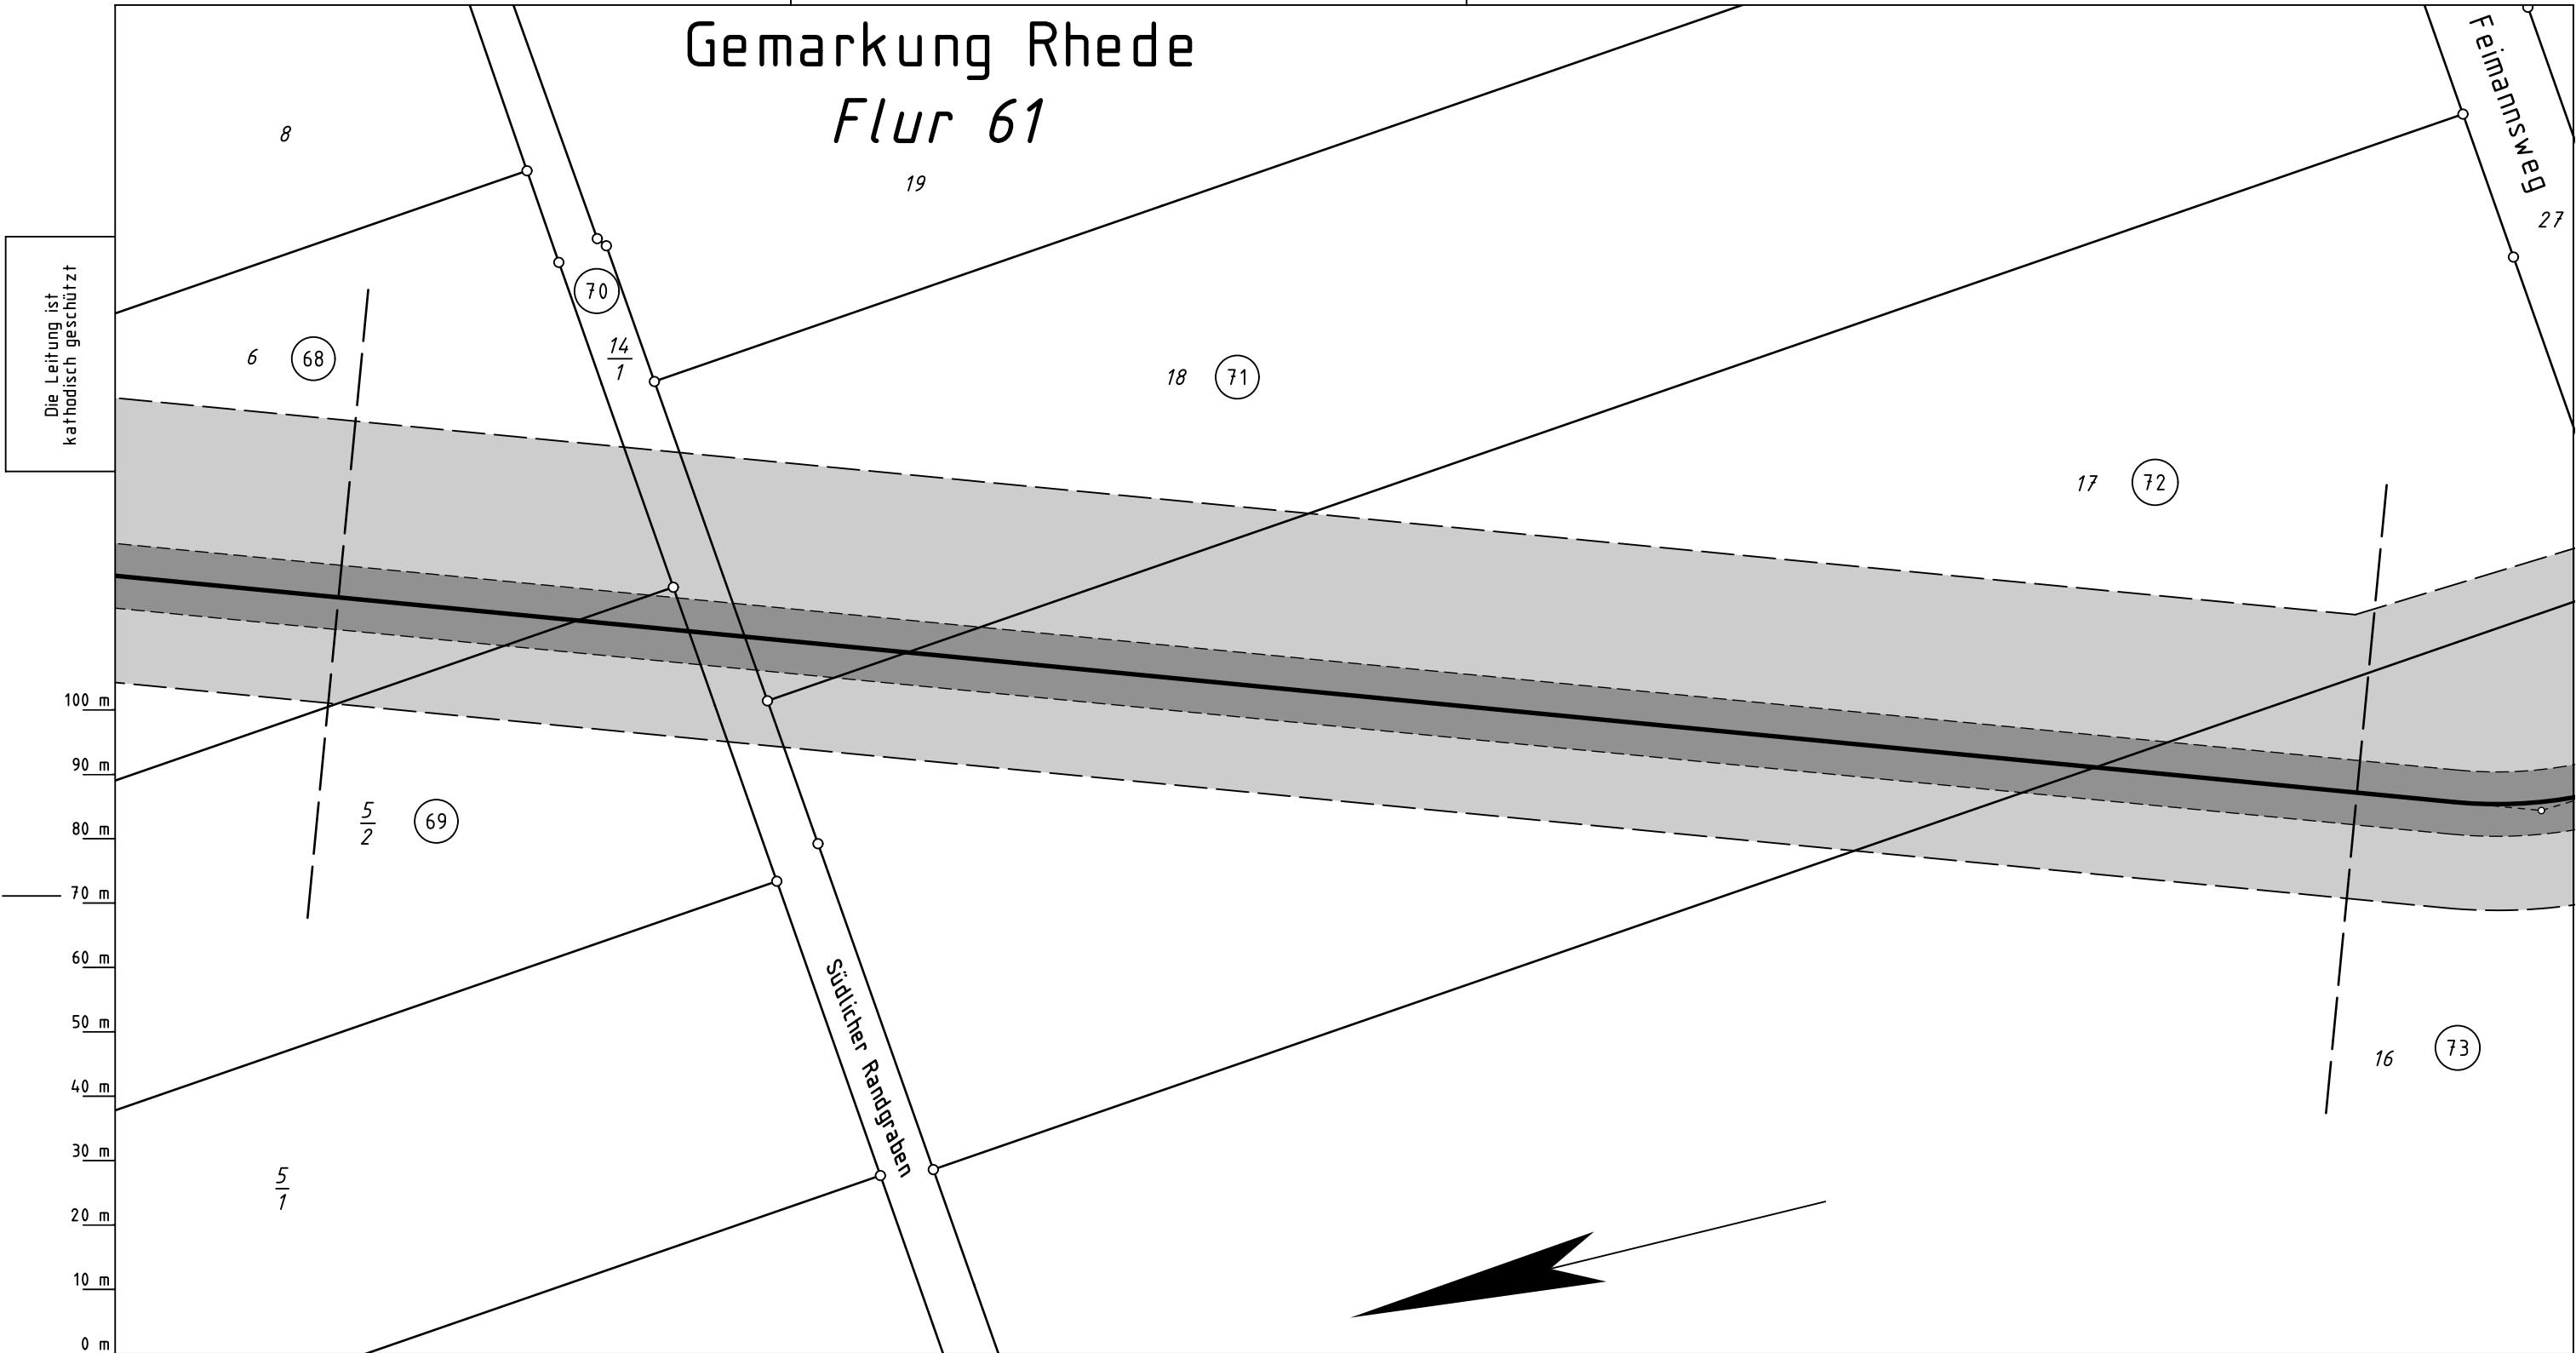 Gemarkung Rhede
Flur 61
Feimannsweg
27
8
19
Die Leitung ist
kathodisch geschützt
70
14
1
6 68
18 71
17 72
100 m
90 m
80 m
70 m
60 m
50 m
40 m
30 m
20 m
10 m
0 m
5
2
69
Südlicher Randgraben
16 73
5
1